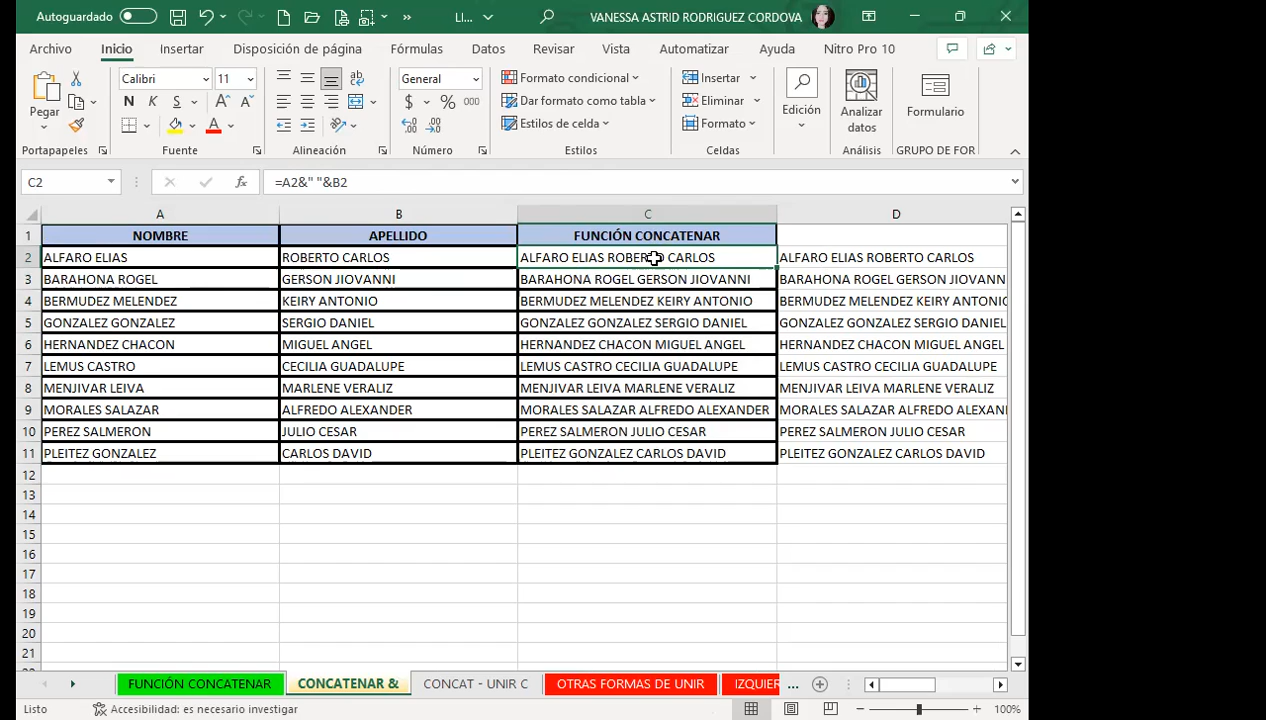 Autoguardado
LI...
VANESSA ASTRID RODRIGUEZ CORDOVA
Archivo Inicio Insertar Disposición de página Fórmulas Datos Revisar Vista Automatizar Ayuda Nitro Pro 10
Pegar
Calibri 11
N K S
General
$ % 000
Formato condicional
Dar formato como tabla
Estilos de celda
Insertar
Eliminar
Formato
Edición
Analizar
datos
Formulario
Portapapeles Fuente Alineación Número Estilos Celdas Análisis GRUPO DE FOR
C2 fx =A2&" "&B2
A B C D
1 NOMBRE APELLIDO FUNCIÓN CONCATENAR
2 ALFARO ELIAS ROBERTO CARLOS ALFARO ELIAS ROBERTO CARLOS ALFARO ELIAS ROBERTO CARLOS
3 BARAHONA ROGEL GERSON JIOVANNI BARAHONA ROGEL GERSON JIOVANNI BARAHONA ROGEL GERSON JIOVANN
4 BERMUDEZ MELENDEZ KEIRY ANTONIO BERMUDEZ MELENDEZ KEIRY ANTONIO BERMUDEZ MELENDEZ KEIRY ANTONIO
5 GONZALEZ GONZALEZ SERGIO DANIEL GONZALEZ GONZALEZ SERGIO DANIEL GONZALEZ GONZALEZ SERGIO DANIEL
6 HERNANDEZ CHACON MIGUEL ANGEL HERNANDEZ CHACON MIGUEL ANGEL HERNANDEZ CHACON MIGUEL ANGEL
7 LEMUS CASTRO CECILIA GUADALUPE LEMUS CASTRO CECILIA GUADALUPE LEMUS CASTRO CECILIA GUADALUPE
8 MENJIVAR LEIVA MARLENE VERALIZ MENJIVAR LEIVA MARLENE VERALIZ MENJIVAR LEIVA MARLENE VERALIZ
9 MORALES SALAZAR ALFREDO ALEXANDER MORALES SALAZAR ALFREDO ALEXANDER MORALES SALAZAR ALFREDO ALEXAN
10 PEREZ SALMERON JULIO CESAR PEREZ SALMERON JULIO CESAR PEREZ SALMERON JULIO CESAR
11 PLEITEZ GONZALEZ CARLOS DAVID PLEITEZ GONZALEZ CARLOS DAVID PLEITEZ GONZALEZ CARLOS DAVID
12
13
14
15
16
17
18
19
20
21
FUNCIÓN CONCATENAR CONCATENAR & CONCAT - UNIR C OTRAS FORMAS DE UNIR IZQUIER ...
Listo Accesibilidad: es necesario investigar 100%